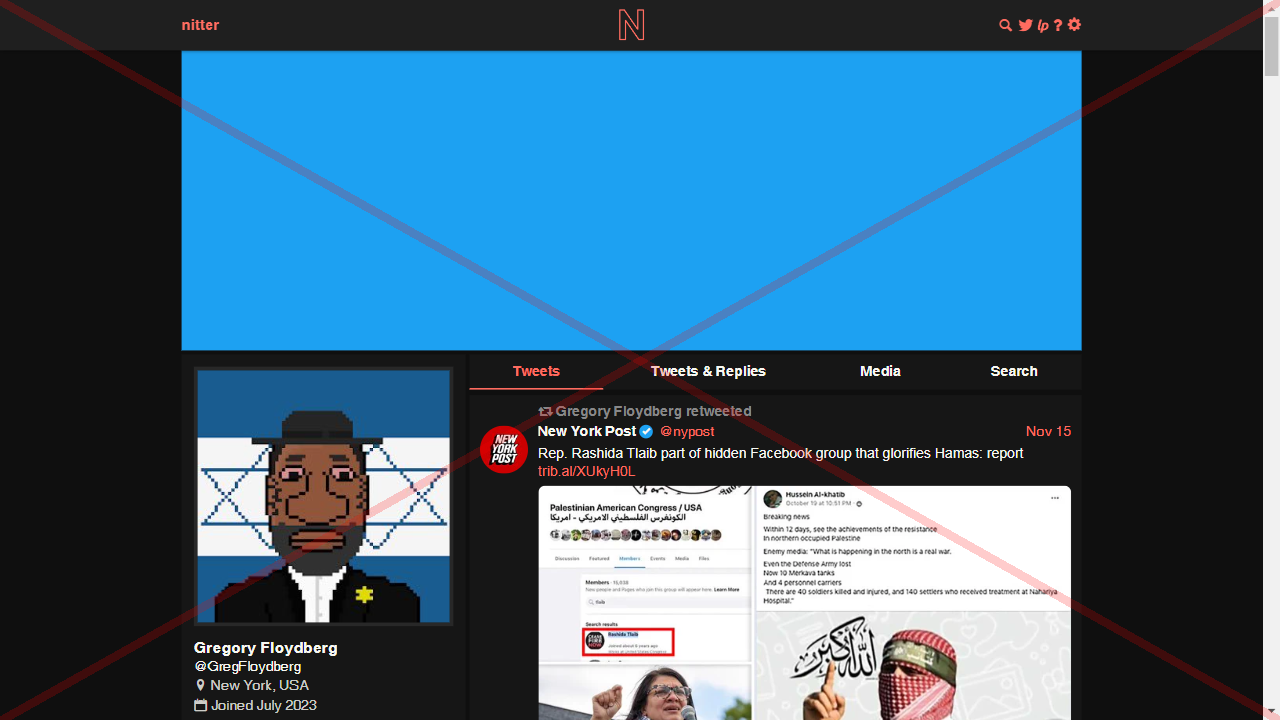 nitter
N
lp ?
Tweets
Tweets & Replies
Media
Search
Gregory Floydberg retweeted
NEW
YORK
POST
New York Post @nypost
Nov 15
Rep. Rashida Tlaib part of hidden Facebook group that glorifies Hamas: report
trib.al/XUkyH0L
Palestinian American Congress / USA
الكونفرس الفلسطيني الامريكي - امريكا
Discussion Featured Members Events Media Files
Members · 15,038
New people and Pages who join this group will appear here. Learn More
tlaib
Search results
Rashida Tlaib
Joined about 6 years ago
Hussein Al-khatib
October 19 at 10:51 PM
Breaking news
Within 12 days, see the achievements of the resistance
In northern occupied Palestine
Enemy media: "What is happening in the north is a real war.
Even the Defense Army lost
Now 10 Merkava tanks
And 4 personnel carriers
There are 40 soldiers killed and injured, and 140 settlers who received treatment at Nahariya
Hospital."
الله أكبر
Gregory Floydberg
@GregFloydberg
New York, USA
Joined July 2023